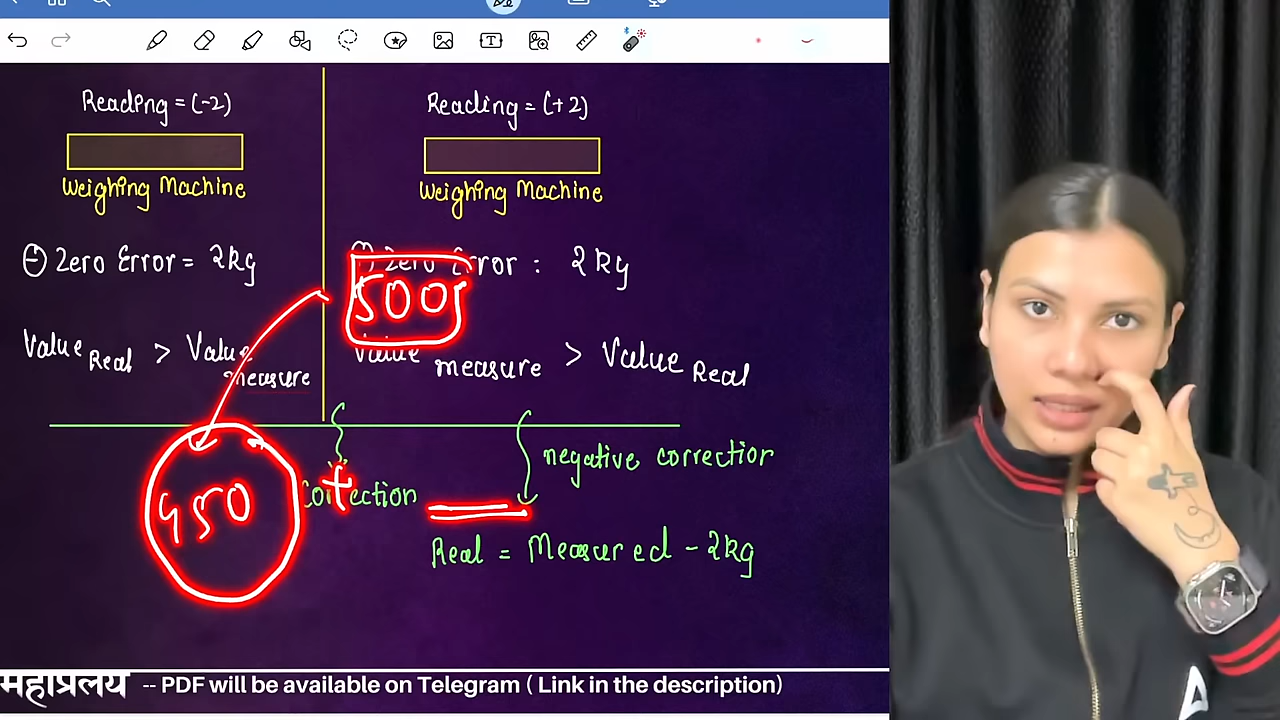 Reading = (-2)
Weighing Machine
⊖ Zero Error = 2kg
Value Real > Value measure
Reading = (+2)
Weighing Machine
Zero Error : 2kg
500
Value measure > Value Real
450
+
Correction
negative correction
Real = Measured - 2kg
महाप्रलय -- PDF will be available on Telegram ( Link in the description)